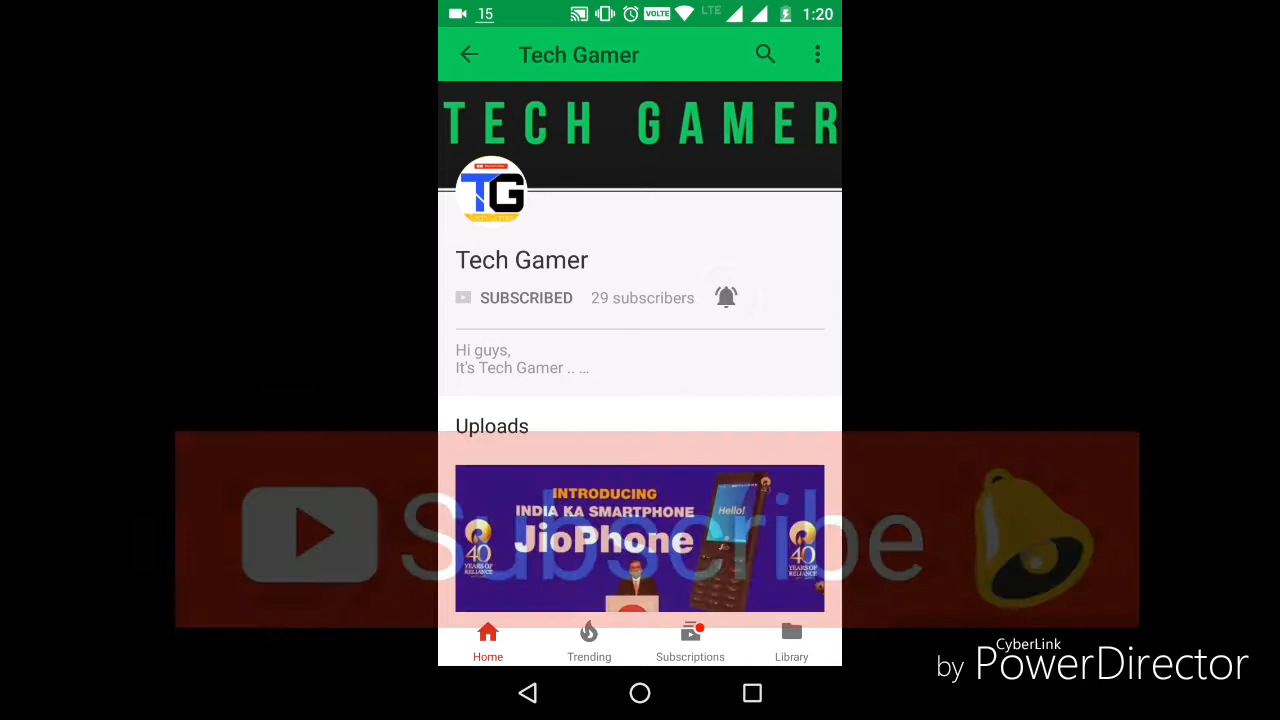 15
VOLTE
LTE
1:20
Tech Gamer
TECH GAMER
TG
Tech Gamer
SUBSCRIBED
29 subscribers
Hi guys,
It's Tech Gamer .. ...
Uploads
INTRODUCING
INDIA KA SMARTPHONE
JioPhone
Hello!
Jio
40
YEARS OF
RELIANCE
40
YEARS OF
RELIANCE
Subscribe
Home
Trending
Subscriptions
Library
CyberLink
by PowerDirector